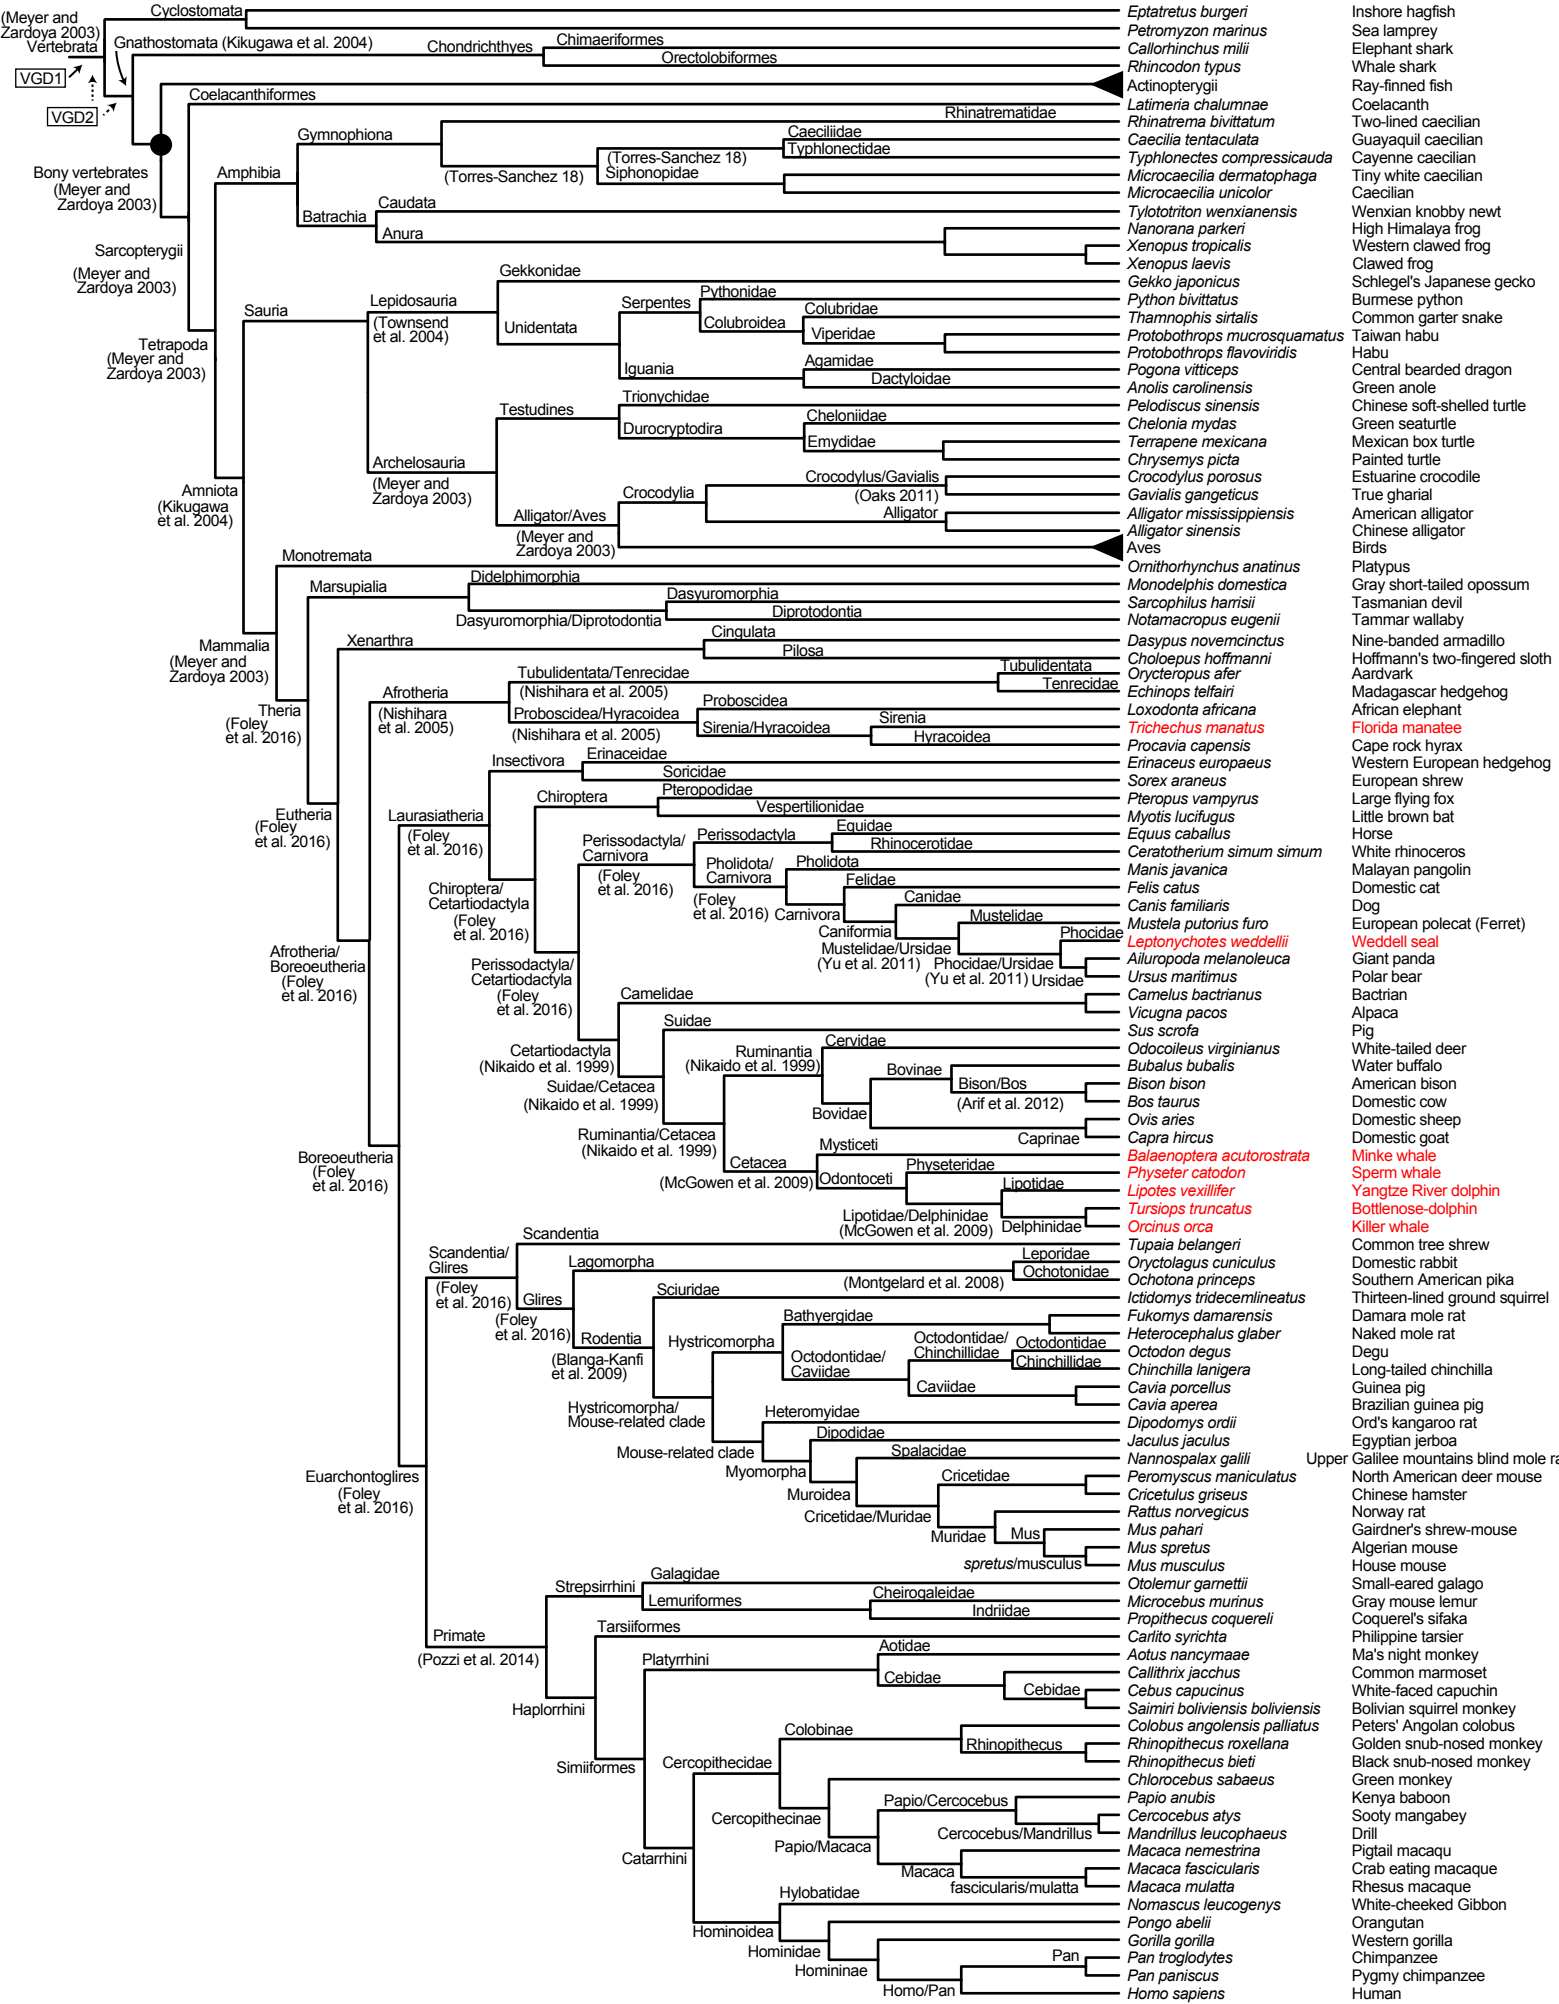 (Meyer and
Zardoya 2003)
Vertebrata
VGD1
VGD2
Cyclostomata
Eptatretus burgeri Inshore hagfish
Petromyzon marinus Sea lamprey
Gnathostomata (Kikugawa et al. 2004)
Chondrichthyes
Chimaeriformes
Callorhinchus milii Elephant shark
Orectolobiformes
Rhincodon typus Whale shark
Actinopterygii Ray-finned fish
Bony vertebrates
(Meyer and
Zardoya 2003)
Coelacanthiformes
Latimeria chalumnae Coelacanth
Sarcopterygii
(Meyer and
Zardoya 2003)
Amphibia
Gymnophiona
Rhinatrematidae
Rhinatrema bivittatum Two-lined caecilian
(Torres-Sanchez 18)
(Torres-Sanchez 18)
Caeciliidae
Caecilia tentaculata Guayaquil caecilian
Typhlonectidae
Typhlonectes compressicauda Cayenne caecilian
Siphonopidae
Microcaecilia dermatophaga Tiny white caecilian
Microcaecilia unicolor Caecilian
Batrachia
Caudata
Tylototriton wenxianensis Wenxian knobby newt
Anura
Nanorana parkeri High Himalaya frog
Xenopus tropicalis Western clawed frog
Xenopus laevis Clawed frog
Tetrapoda
(Meyer and
Zardoya 2003)
Sauria
Lepidosauria
(Townsend
et al. 2004)
Gekkonidae
Gekko japonicus Schlegel's Japanese gecko
Unidentata
Serpentes
Pythonidae
Python bivittatus Burmese python
Colubroidea
Colubridae
Thamnophis sirtalis Common garter snake
Viperidae
Protobothrops mucrosquamatus Taiwan habu
Protobothrops flavoviridis Habu
Iguania
Agamidae
Pogona vitticeps Central bearded dragon
Dactyloidae
Anolis carolinensis Green anole
Archelosauria
(Meyer and
Zardoya 2003)
Testudines
Trionychidae
Pelodiscus sinensis Chinese soft-shelled turtle
Durocryptodira
Cheloniidae
Chelonia mydas Green seaturtle
Emydidae
Terrapene mexicana Mexican box turtle
Chrysemys picta Painted turtle
Alligator/Aves
(Meyer and
Zardoya 2003)
Crocodylia
Crocodylus/Gavialis
(Oaks 2011)
Crocodylus porosus Estuarine crocodile
Gavialis gangeticus True gharial
Alligator
Alligator mississippiensis American alligator
Alligator sinensis Chinese alligator
Aves Birds
Amniota
(Kikugawa
et al. 2004)
Mammalia
(Meyer and
Zardoya 2003)
Monotremata
Ornithorhynchus anatinus Platypus
Marsupialia
Didelphimorphia
Monodelphis domestica Gray short-tailed opossum
Dasyuromorphia/Diprotodontia
Dasyuromorphia
Sarcophilus harrisii Tasmanian devil
Diprotodontia
Notamacropus eugenii Tammar wallaby
Theria
(Foley
et al. 2016)
Xenarthra
Cingulata
Dasypus novemcinctus Nine-banded armadillo
Pilosa
Choloepus hoffmanni Hoffmann's two-fingered sloth
Eutheria
(Foley
et al. 2016)
Afrotheria
(Nishihara
et al. 2005)
Tubulidentata/Tenrecidae
(Nishihara et al. 2005)
Tubulidentata
Orycteropus afer Aardvark
Tenrecidae
Echinops telfairi Madagascar hedgehog
Proboscidea/Hyracoidea
(Nishihara et al. 2005)
Proboscidea
Loxodonta africana African elephant
Sirenia/Hyracoidea
Sirenia
Trichechus manatus Florida manatee
Hyracoidea
Procavia capensis Cape rock hyrax
Afrotheria/
Boreoeutheria
(Foley
et al. 2016)
Laurasiatheria
(Foley
et al. 2016)
Insectivora
Erinaceidae
Erinaceus europaeus Western European hedgehog
Soricidae
Sorex araneus European shrew
Chiroptera/
Cetartiodactyla
(Foley
et al. 2016)
Chiroptera
Pteropodidae
Pteropus vampyrus Large flying fox
Vespertilionidae
Myotis lucifugus Little brown bat
Perissodactyla/
Cetartiodactyla
(Foley
et al. 2016)
Perissodactyla/
Carnivora
(Foley
et al. 2016)
Perissodactyla
Equidae
Equus caballus Horse
Rhinocerotidae
Ceratotherium simum simum White rhinoceros
Pholidota/
Carnivora
(Foley
et al. 2016)
Pholidota
Manis javanica Malayan pangolin
Carnivora
Felidae
Felis catus Domestic cat
Caniformia
Canidae
Canis familiaris Dog
Mustelidae/Ursidae
(Yu et al. 2011)
Mustelidae
Mustela putorius furo European polecat (Ferret)
Phocidae/Ursidae
(Yu et al. 2011)
Phocidae
Leptonychotes weddellii Weddell seal
Ursidae
Ailuropoda melanoleuca Giant panda
Ursus maritimus Polar bear
Cetartiodactyla
(Nikaido et al. 1999)
Camelidae
Camelus bactrianus Bactrian
Vicugna pacos Alpaca
Suidae/Cetacea
(Nikaido et al. 1999)
Suidae
Sus scrofa Pig
Ruminantia/Cetacea
(Nikaido et al. 1999)
Ruminantia
(Nikaido et al. 1999)
Cervidae
Odocoileus virginianus White-tailed deer
Bovidae
Bovinae
Bubalus bubalis Water buffalo
Bison/Bos
(Arif et al. 2012)
Bison bison American bison
Bos taurus Domestic cow
Caprinae
Ovis aries Domestic sheep
Capra hircus Domestic goat
Cetacea
(McGowen et al. 2009)
Mysticeti
Balaenoptera acutorostrata Minke whale
Odontoceti
Physeteridae
Physeter catodon Sperm whale
Lipotidae/Delphinidae
(McGowen et al. 2009)
Lipotidae
Lipotes vexillifer Yangtze River dolphin
Delphinidae
Tursiops truncatus Bottlenose-dolphin
Orcinus orca Killer whale
Boreoeutheria
(Foley
et al. 2016)
Euarchontoglires
(Foley
et al. 2016)
Scandentia/
Glires
(Foley
et al. 2016)
Scandentia
Tupaia belangeri Common tree shrew
Glires
(Foley
et al. 2016)
Lagomorpha
(Montgelard et al. 2008)
Leporidae
Oryctolagus cuniculus Domestic rabbit
Ochotonidae
Ochotona princeps Southern American pika
Rodentia
(Blanga-Kanfi
et al. 2009)
Sciuridae
Ictidomys tridecemlineatus Thirteen-lined ground squirrel
Hystricomorpha/
Mouse-related clade
Hystricomorpha
Bathyergidae
Fukomys damarensis Damara mole rat
Heterocephalus glaber Naked mole rat
Octodontidae/
Caviidae
Octodontidae/
Chinchillidae
Octodontidae
Octodon degus Degu
Chinchillidae
Chinchilla lanigera Long-tailed chinchilla
Caviidae
Cavia porcellus Guinea pig
Cavia aperea Brazilian guinea pig
Mouse-related clade
Heteromyidae
Dipodomys ordii Ord's kangaroo rat
Myomorpha
Dipodidae
Jaculus jaculus Egyptian jerboa
Muroidea
Spalacidae
Nannospalax galili Upper Galilee mountains blind mole ra
Cricetidae/Muridae
Cricetidae
Peromyscus maniculatus North American deer mouse
Cricetulus griseus Chinese hamster
Muridae
Rattus norvegicus Norway rat
Mus
Mus pahari Gairdner's shrew-mouse
spretus/musculus
Mus spretus Algerian mouse
Mus musculus House mouse
Primate
(Pozzi et al. 2014)
Strepsirrhini
Galagidae
Otolemur garnettii Small-eared galago
Lemuriformes
Cheirogaleidae
Microcebus murinus Gray mouse lemur
Indriidae
Propithecus coquereli Coquerel's sifaka
Haplorrhini
Tarsiiformes
Carlito syrichta Philippine tarsier
Simiiformes
Platyrrhini
Aotidae
Aotus nancymaae Ma's night monkey
Cebidae
Callithrix jacchus Common marmoset
Cebidae
Cebus capucinus White-faced capuchin
Saimiri boliviensis boliviensis Bolivian squirrel monkey
Catarrhini
Cercopithecidae
Colobinae
Colobus angolensis palliatus Peters' Angolan colobus
Rhinopithecus
Rhinopithecus roxellana Golden snub-nosed monkey
Rhinopithecus bieti Black snub-nosed monkey
Cercopithecinae
Chlorocebus sabaeus Green monkey
Papio/Macaca
Papio/Cercocebus
Papio anubis Kenya baboon
Cercocebus/Mandrillus
Cercocebus atys Sooty mangabey
Mandrillus leucophaeus Drill
Macaca
Macaca nemestrina Pigtail macaqu
fascicularis/mulatta
Macaca fascicularis Crab eating macaque
Macaca mulatta Rhesus macaque
Hominoidea
Hylobatidae
Nomascus leucogenys White-cheeked Gibbon
Hominidae
Pongo abelii Orangutan
Homininae
Gorilla gorilla Western gorilla
Homo/Pan
Pan
Pan troglodytes Chimpanzee
Pan paniscus Pygmy chimpanzee
Homo sapiens Human